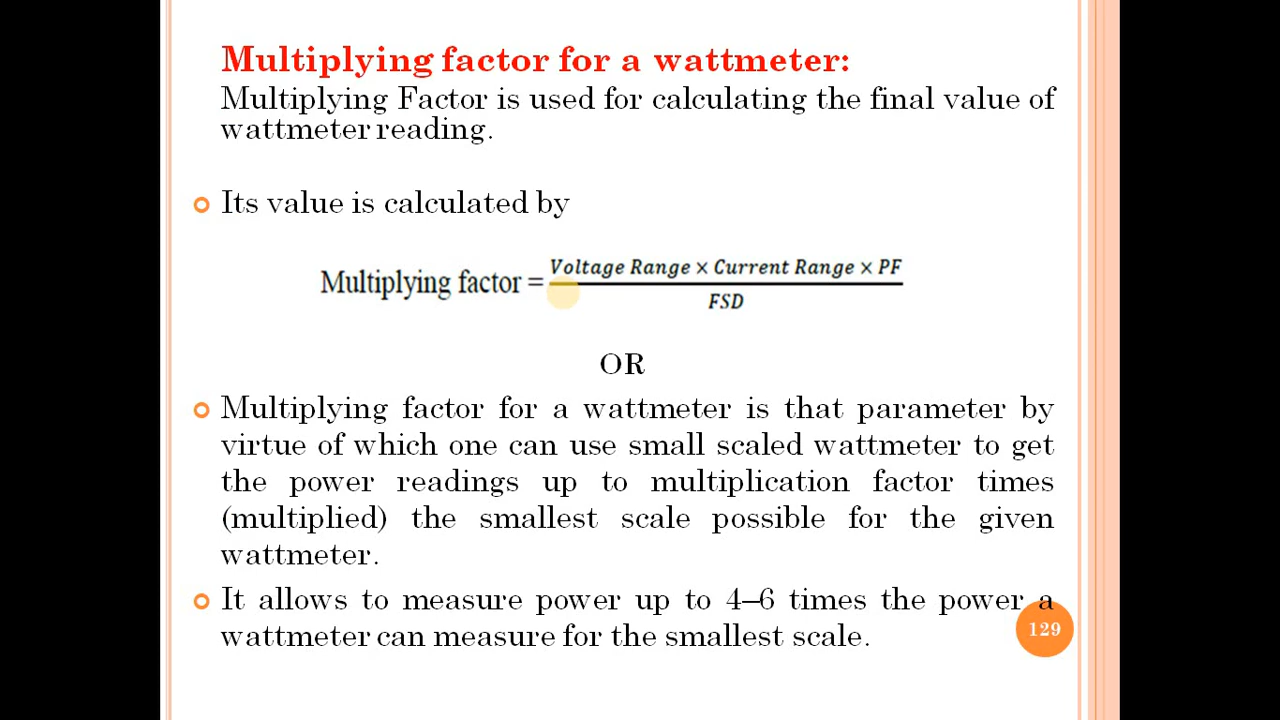 Multiplying factor for a wattmeter:
Multiplying Factor is used for calculating the final value of
wattmeter reading.
Its value is calculated by
Multiplying factor = Voltage Range × Current Range × PF
FSD
OR
Multiplying factor for a wattmeter is that parameter by
virtue of which one can use small scaled wattmeter to get
the power readings up to multiplication factor times
(multiplied) the smallest scale possible for the given
wattmeter.
It allows to measure power up to 4–6 times the power a
wattmeter can measure for the smallest scale.
129